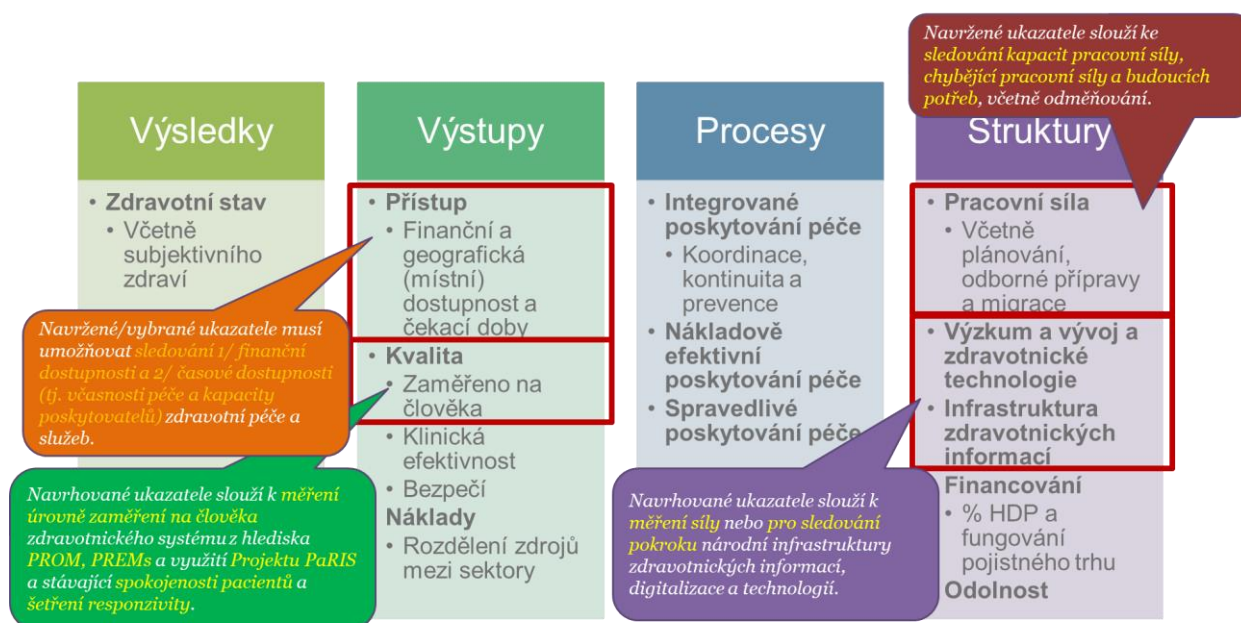 Navržené ukazatele slouží ke
sledování kapacit pracovní síly,
chybějící pracovní síly a budoucích
potřeb, včetně odměňování.
Výsledky
• Zdravotní stav
• Včetně
subjektivního
zdraví
Navržené/vybrané ukazatele musí
umožňovat sledování 1/ finanční
dostupnosti a 2/ časové dostupnosti
(tj. včasnosti péče a kapacity
poskytovatelů) zdravotní péče a
služeb.
Navrhované ukazatele slouží k měření
úrovně zaměření na člověka
zdravotnického systému z hlediska
PROM, PREMs a využití Projektu PaRIS
a stávající spokojenosti pacientů a
šetření responzivity.
Výstupy
• Přístup
• Finanční a
geografická
(místní)
dostupnost a
čekací doby
• Kvalita
• Zaměřeno na
člověka
• Klinická
efektivnost
• Bezpečí
Náklady
• Rozdělení zdrojů
mezi sektory
Procesy
• Integrované
poskytování péče
• Koordinace,
kontinuita a
prevence
• Nákladově
efektivní
poskytování péče
• Spravedlivé
poskytování péče
Navrhované ukazatele slouží k
měření síly nebo pro sledování
pokroku národní infrastruktury
zdravotnických informací,
digitalizace a technologií.
Struktury
• Pracovní síla
• Včetně
plánování,
odborné přípravy
a migrace
• Výzkum a vývoj a
zdravotnické
technologie
• Infrastruktura
zdravotnických
informací
Financování
• % HDP a
fungování
pojistného trhu
Odolnost